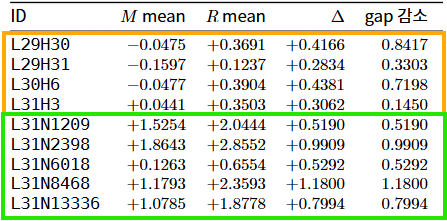 ID M mean R mean Δ gap 감소
L29H30 −0.0475 +0.3691 +0.4166 0.8417
L29H31 −0.1597 +0.1237 +0.2834 0.3303
L30H6 −0.0477 +0.3904 +0.4381 0.7198
L31H3 +0.0441 +0.3503 +0.3062 0.1450
L31N1209 +1.5254 +2.0444 +0.5190 0.5190
L31N2398 +1.8643 +2.8552 +0.9909 0.9909
L31N6018 +0.1263 +0.6554 +0.5292 0.5292
L31N8468 +1.1793 +2.3593 +1.1800 1.1800
L31N13336 +1.0785 +1.8778 +0.7994 0.7994